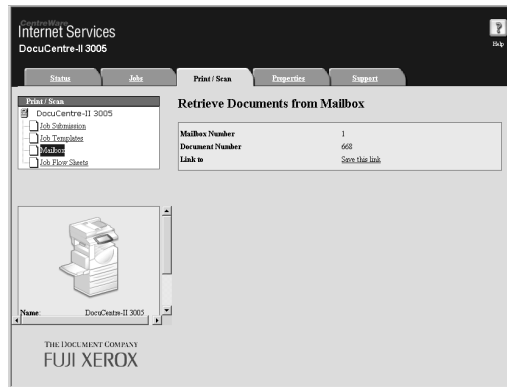 CentreWare
Internet Services
DocuCentre-II 3005
?
Help
Status
Jobs
Print / Scan
Properties
Support
Print / Scan
DocuCentre-II 3005
Job Submission
Job Templates
Mailbox
Job Flow Sheets
Retrieve Documents from Mailbox
Mailbox Number 1
Document Number 668
Link to Save this link
Name: DocuCentre-II 3005
THE DOCUMENT COMPANY
FUJI XEROX